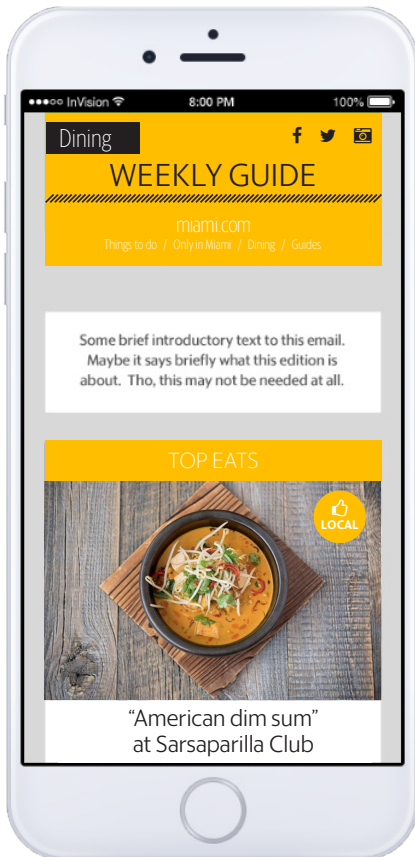 InVision 8:00 PM 100%
Dining
WEEKLY GUIDE
miami.com
Things to do / Only in Miami / Dining / Guides
Some brief introductory text to this email.
Maybe it says briefly what this edition is
about. Tho, this may not be needed at all.
TOP EATS
LOCAL
“American dim sum”
at Sarsaparilla Club